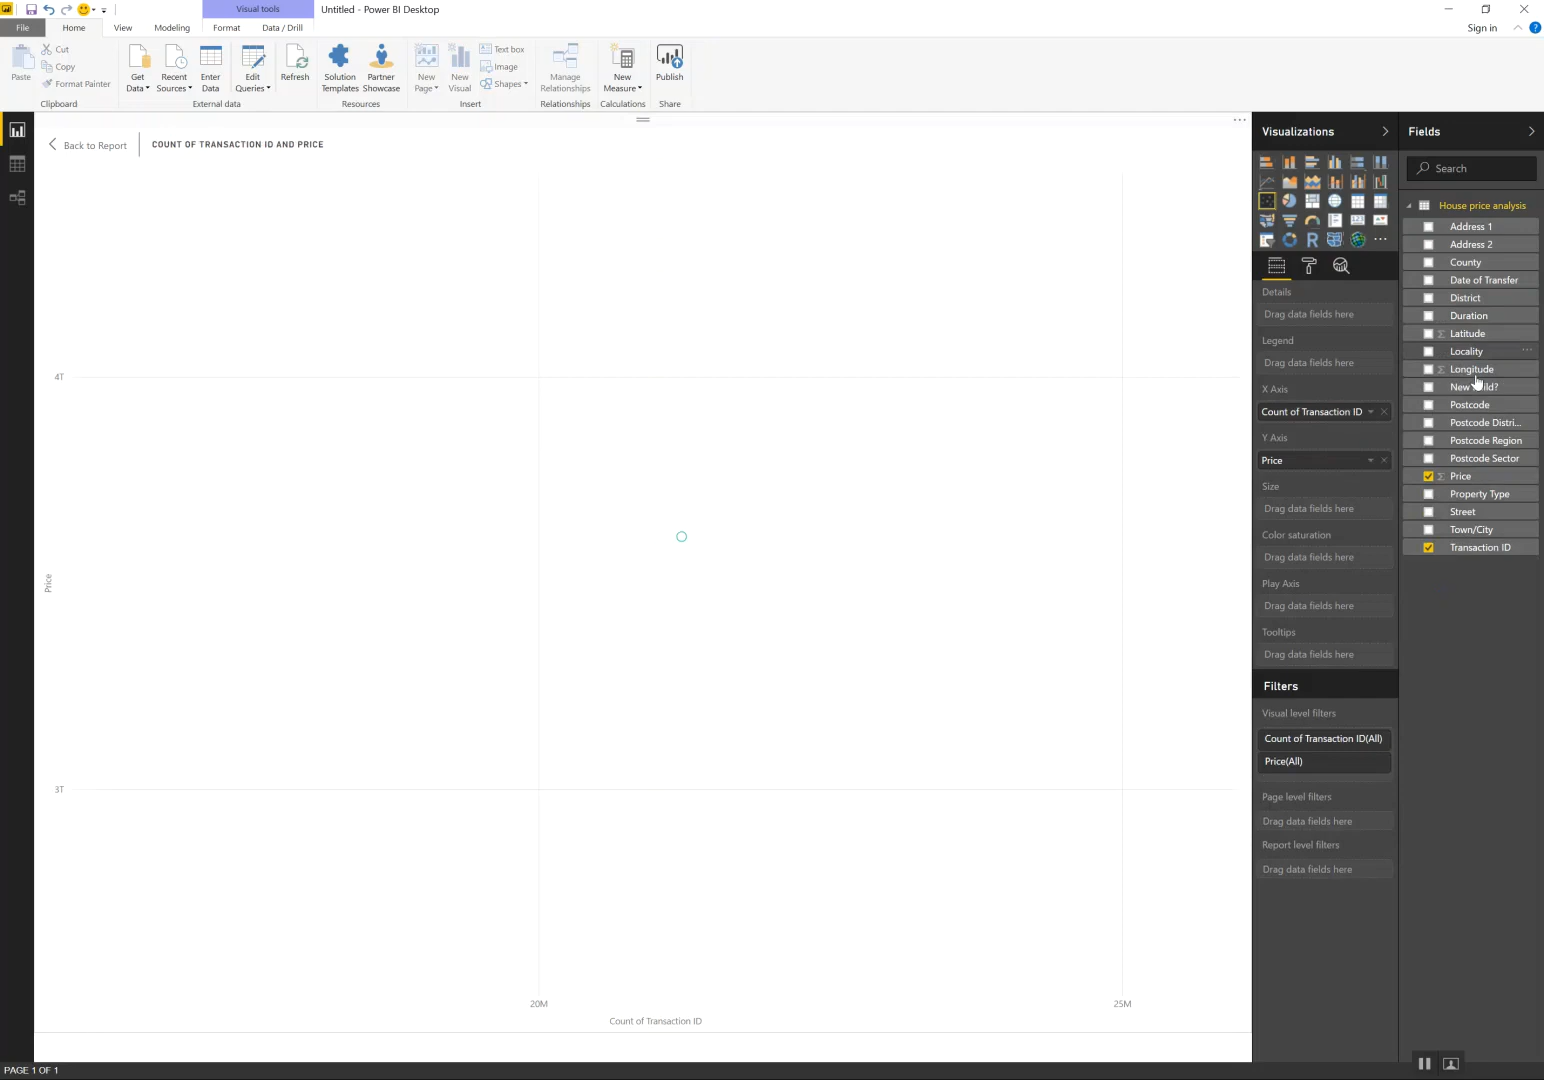 Visual tools
Untitled - Power BI Desktop
File
Home
View
Modeling
Format
Data / Drill
Sign in
?
Paste
Cut
Copy
Format Painter
Clipboard
Get Data
Recent Sources
Enter Data
Edit Queries
External data
Refresh
Solution Templates
Partner Showcase
Resources
New Page
New Visual
Text box
Image
Shapes
Insert
Manage Relationships
Relationships
New Measure
Calculations
Publish
Share
Back to Report
COUNT OF TRANSACTION ID AND PRICE
4T
3T
Price
20M
25M
Count of Transaction ID
Visualizations
R
Details
Drag data fields here
Legend
Drag data fields here
X Axis
Count of Transaction ID
Y Axis
Price
Size
Drag data fields here
Color saturation
Drag data fields here
Play Axis
Drag data fields here
Tooltips
Drag data fields here
Filters
Visual level filters
Count of Transaction ID(All)
Price(All)
Page level filters
Drag data fields here
Report level filters
Drag data fields here
Fields
Search
House price analysis
Address 1
Address 2
County
Date of Transfer
District
Duration
Σ Latitude
Locality
Σ Longitude
Postcode
Postcode Distri...
Postcode Region
Postcode Sector
Σ Price
Property Type
Street
Town/City
Transaction ID
PAGE 1 OF 1